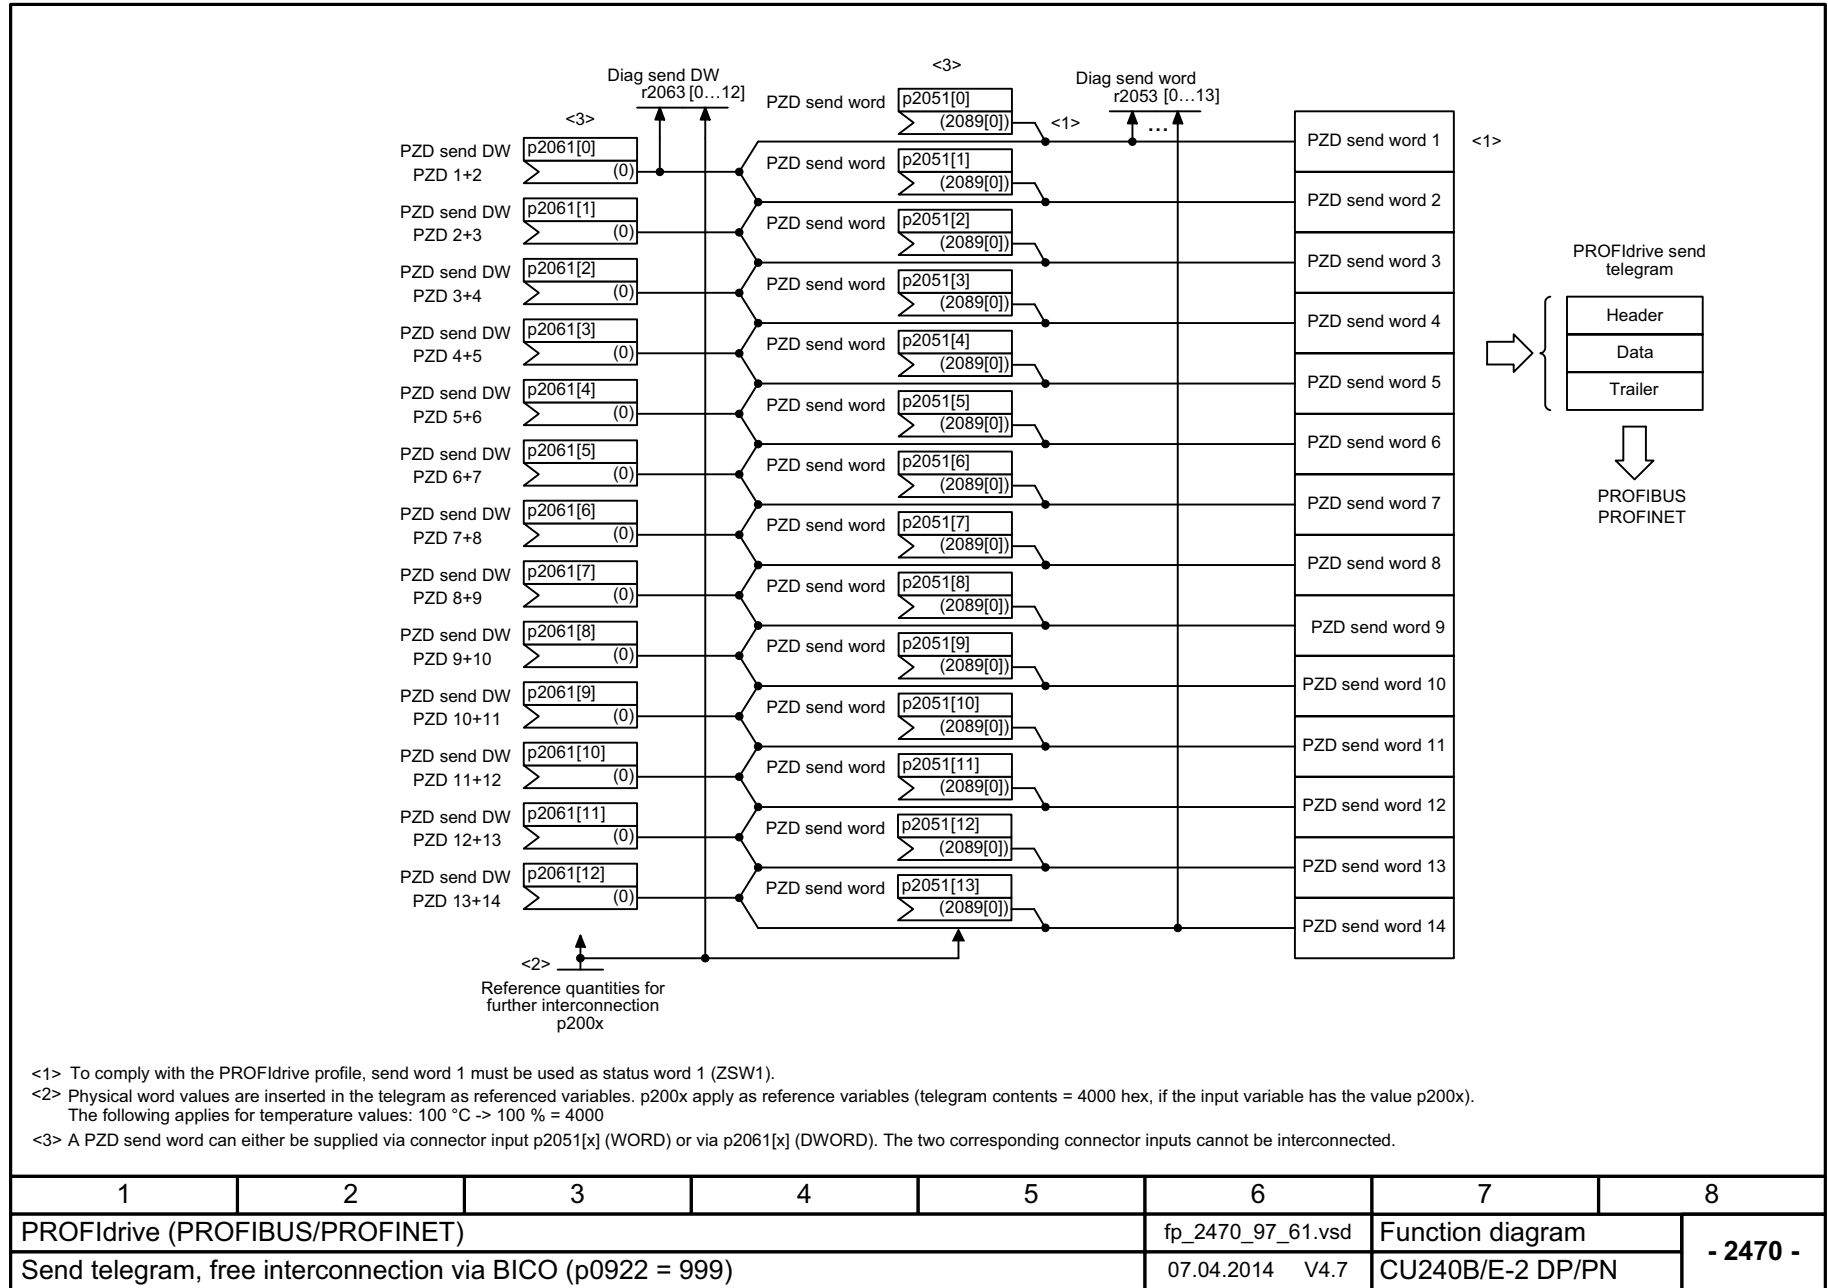 Diag send DW
r2063 [0...12]
<3>
PZD send DW
PZD 1+2
p2061[0]
(0)
PZD send DW
PZD 2+3
p2061[1]
(0)
PZD send DW
PZD 3+4
p2061[2]
(0)
PZD send DW
PZD 4+5
p2061[3]
(0)
PZD send DW
PZD 5+6
p2061[4]
(0)
PZD send DW
PZD 6+7
p2061[5]
(0)
PZD send DW
PZD 7+8
p2061[6]
(0)
PZD send DW
PZD 8+9
p2061[7]
(0)
PZD send DW
PZD 9+10
p2061[8]
(0)
PZD send DW
PZD 10+11
p2061[9]
(0)
PZD send DW
PZD 11+12
p2061[10]
(0)
PZD send DW
PZD 12+13
p2061[11]
(0)
PZD send DW
PZD 13+14
p2061[12]
(0)
<2>
Reference quantities for
further interconnection
p200x
<3>
PZD send word
p2051[0]
(2089[0])
<1>
PZD send word
p2051[1]
(2089[0])
PZD send word
p2051[2]
(2089[0])
PZD send word
p2051[3]
(2089[0])
PZD send word
p2051[4]
(2089[0])
PZD send word
p2051[5]
(2089[0])
PZD send word
p2051[6]
(2089[0])
PZD send word
p2051[7]
(2089[0])
PZD send word
p2051[8]
(2089[0])
PZD send word
p2051[9]
(2089[0])
PZD send word
p2051[10]
(2089[0])
PZD send word
p2051[11]
(2089[0])
PZD send word
p2051[12]
(2089[0])
PZD send word
p2051[13]
(2089[0])
Diag send word
r2053 [0...13]
...
PZD send word 1
<1>
PZD send word 2
PZD send word 3
PZD send word 4
PZD send word 5
PZD send word 6
PZD send word 7
PZD send word 8
PZD send word 9
PZD send word 10
PZD send word 11
PZD send word 12
PZD send word 13
PZD send word 14
PROFIdrive send
telegram
Header
Data
Trailer
PROFIBUS
PROFINET
<1> To comply with the PROFIdrive profile, send word 1 must be used as status word 1 (ZSW1).
<2> Physical word values are inserted in the telegram as referenced variables. p200x apply as reference variables (telegram contents = 4000 hex, if the input variable has the value p200x).
The following applies for temperature values: 100 °C -> 100 % = 4000
<3> A PZD send word can either be supplied via connector input p2051[x] (WORD) or via p2061[x] (DWORD). The two corresponding connector inputs cannot be interconnected.
1 2 3 4 5 6 7 8
PROFIdrive (PROFIBUS/PROFINET)
fp_2470_97_61.vsd
Function diagram
- 2470 -
Send telegram, free interconnection via BICO (p0922 = 999)
07.04.2014 V4.7
CU240B/E-2 DP/PN